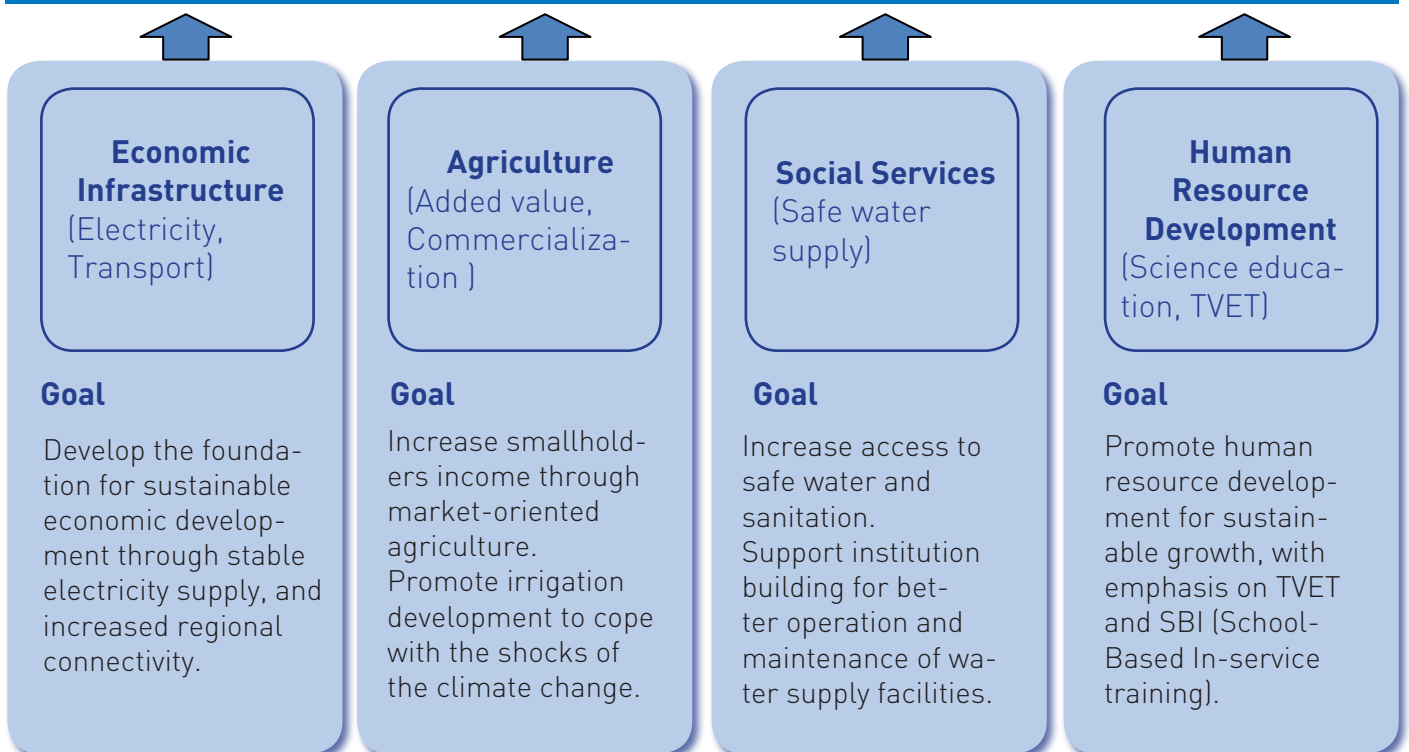 Economic
Infrastructure
(Electricity,
Transport)
Goal
Develop the founda-
tion for sustainable
economic develop-
ment through stable
electricity supply, and
increased regional
connectivity.
Agriculture
(Added value,
Commercializa-
tion )
Goal
Increase smallhold-
ers income through
market-oriented
agriculture.
Promote irrigation
development to cope
with the shocks of
the climate change.
Social Services
(Safe water
supply)
Goal
Increase access to
safe water and
sanitation.
Support institution
building for bet-
ter operation and
maintenance of wa-
ter supply facilities.
Human
Resource
Development
(Science educa-
tion, TVET)
Goal
Promote human
resource develop-
ment for sustain-
able growth, with
emphasis on TVET
and SBI (School-
Based In-service
training).